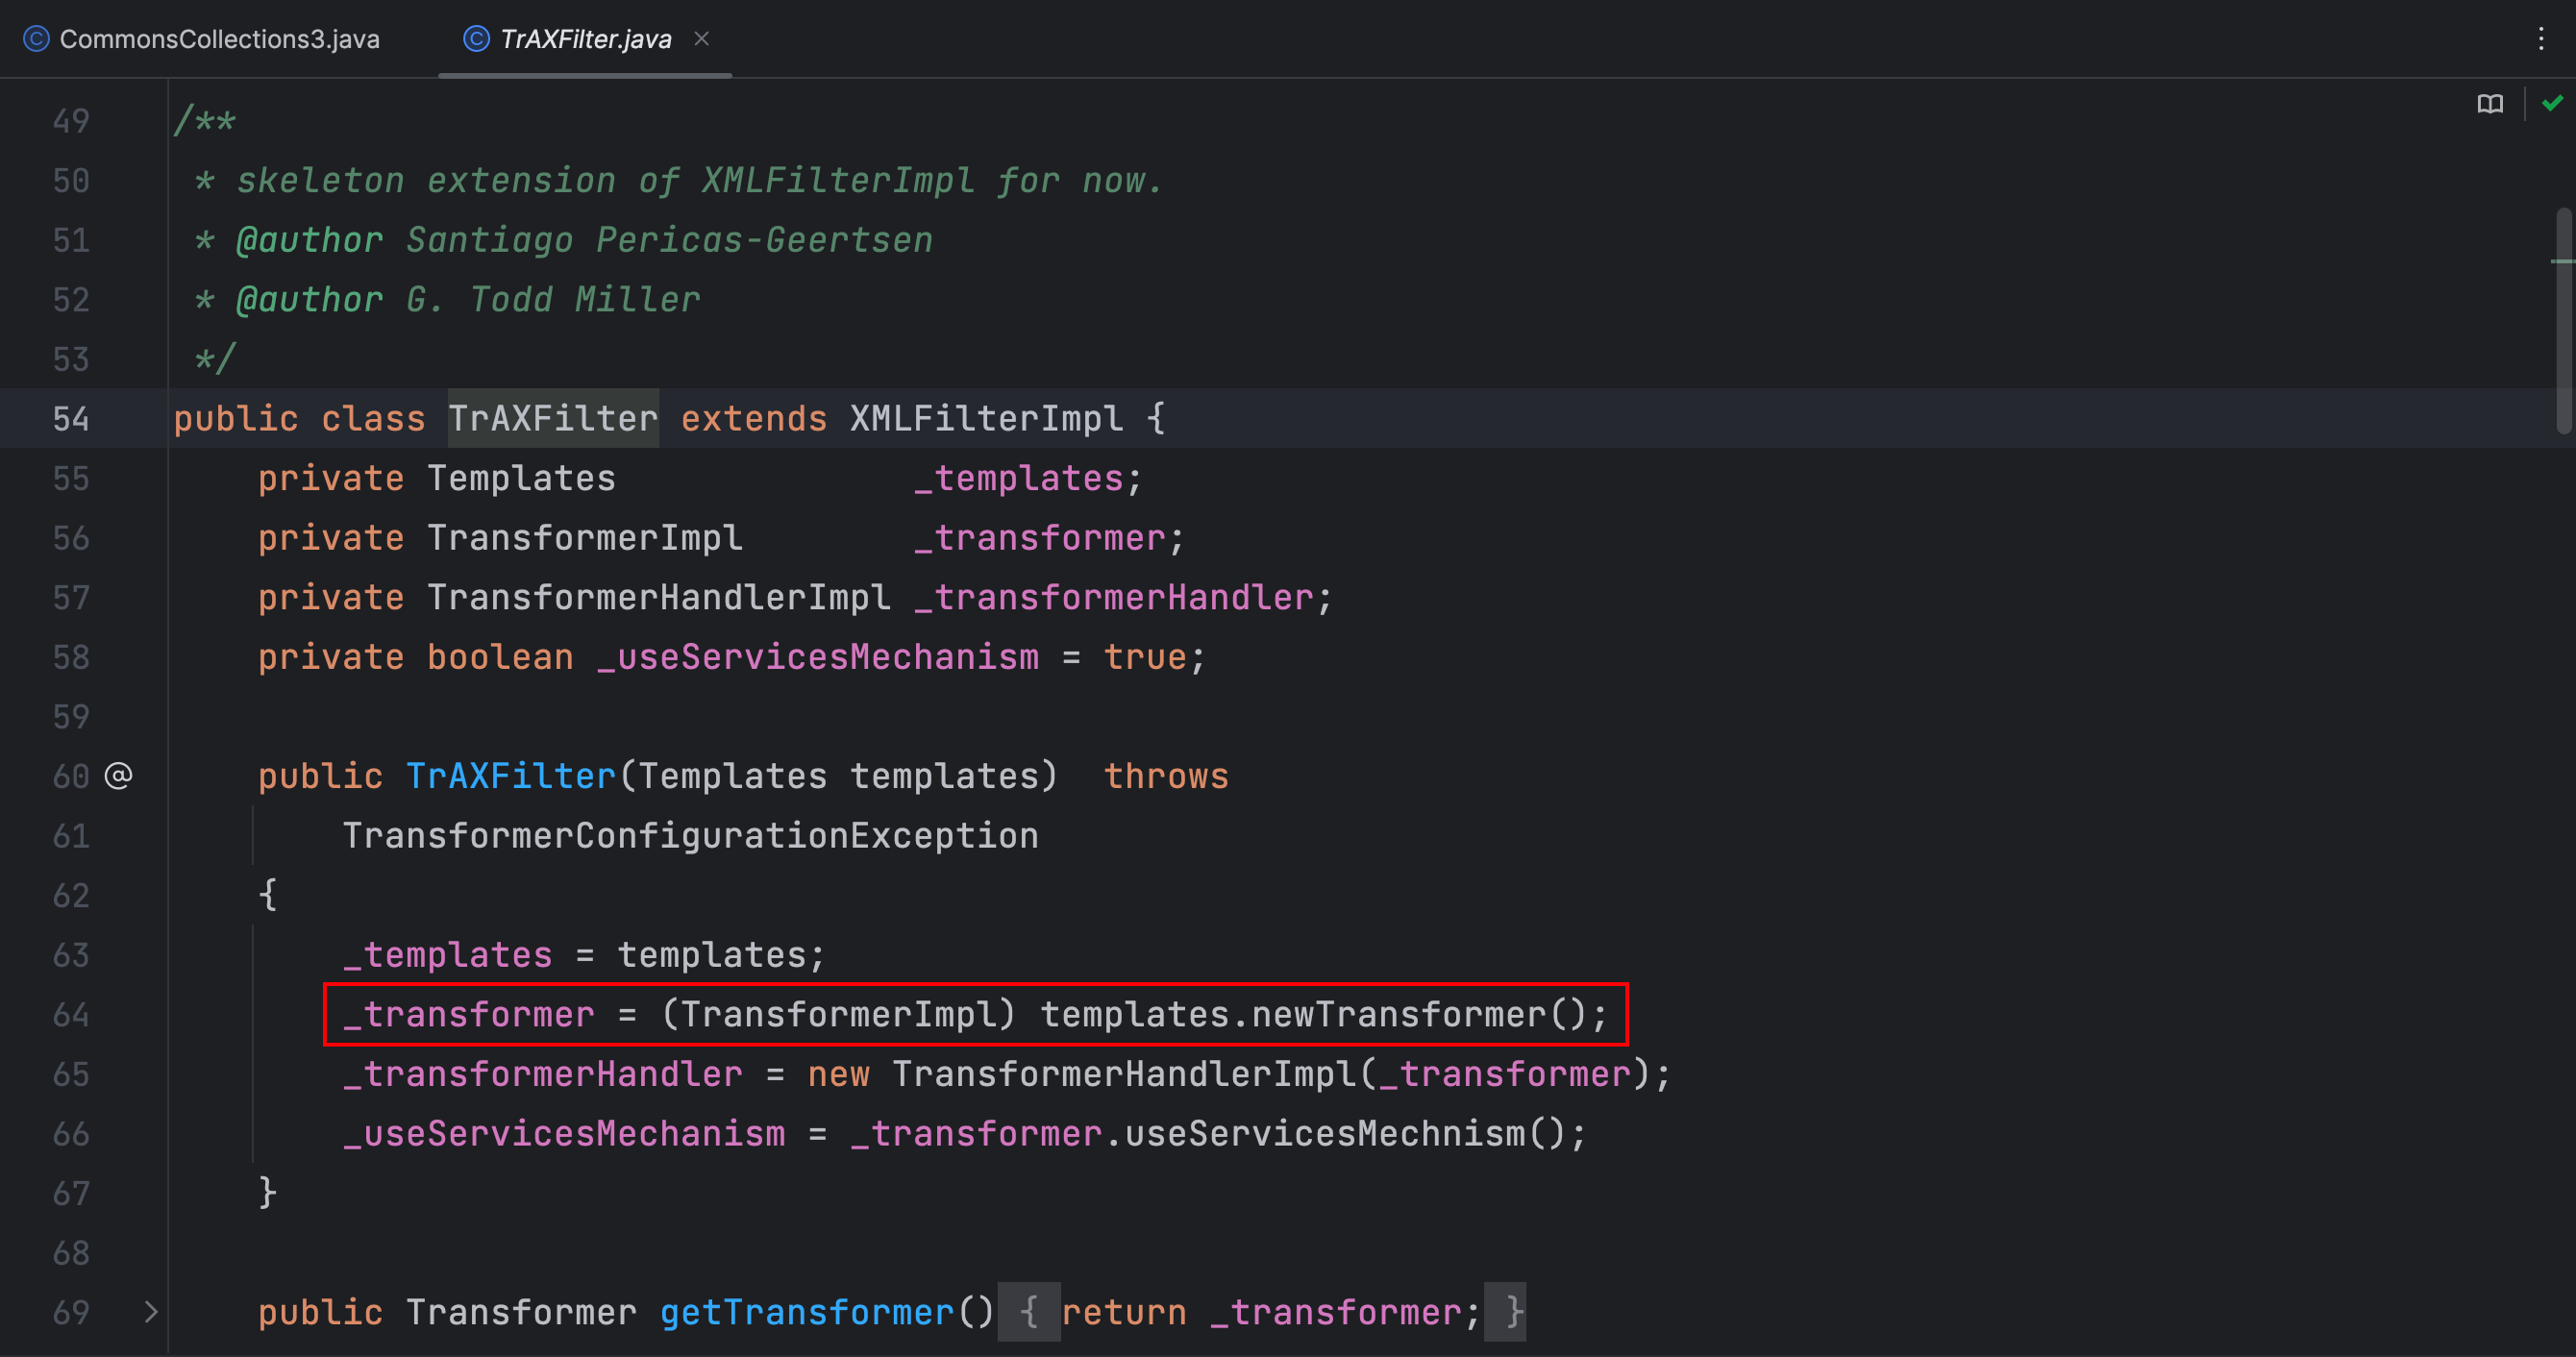 CommonsCollections3.java
TrAXFilter.java
49 /**
50  * skeleton extension of XMLFilterImpl for now.
51  * @author Santiago Pericas-Geertsen
52  * @author G. Todd Miller
53  */
54 public class TrAXFilter extends XMLFilterImpl {
55     private Templates              _templates;
56     private TransformerImpl        _transformer;
57     private TransformerHandlerImpl _transformerHandler;
58     private boolean _useServicesMechanism = true;
59
60 @     public TrAXFilter(Templates templates)  throws
61         TransformerConfigurationException
62     {
63         _templates = templates;
64         _transformer = (TransformerImpl) templates.newTransformer();
65         _transformerHandler = new TransformerHandlerImpl(_transformer);
66         _useServicesMechanism = _transformer.useServicesMechnism();
67     }
68
69     public Transformer getTransformer() { return _transformer; }